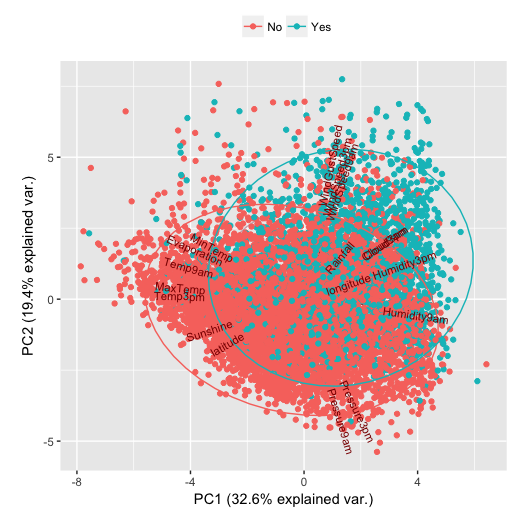 No Yes
PC2 (19.4% explained var.)
5
0
-5
WindGustSpeed
WindSpeed3pm
WindSpeed9am
MinTemp
Evaporation
Temp9am
MaxTemp
Temp3pm
Sunshine
latitude
Rainfall
Cloud3pm
longitude
Humidity3pm
Humidity9am
Pressure3pm
Pressure9am
-8 -4 0 4
PC1 (32.6% explained var.)